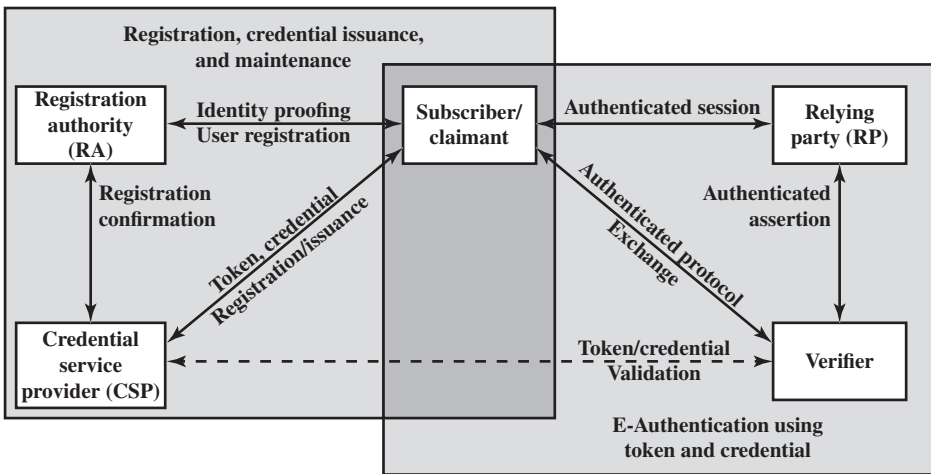 Registration, credential issuance,
and maintenance
Registration
authority
(RA)
Identity proofing
User registration
Subscriber/
claimant
Authenticated session
Relying
party (RP)
Registration
confirmation
Token, credential
Registration/issuance
Authenticated protocol
Exchange
Authenticated
assertion
Credential
service
provider (CSP)
Token/credential
Validation
Verifier
E-Authentication using
token and credential